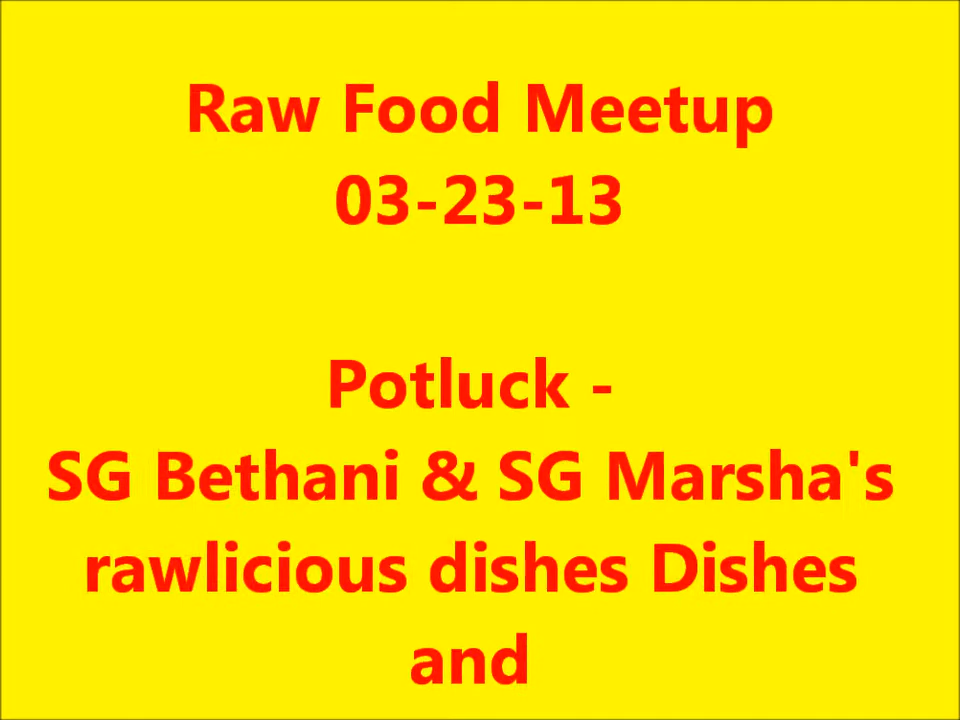 Raw Food Meetup
03-23-13
Potluck -
SG Bethani & SG Marsha's
rawlicious dishes Dishes
and